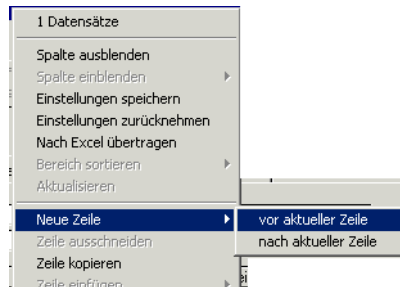 1 Datensätze
Spalte ausblenden
Spalte einblenden
Einstellungen speichern
Einstellungen zurücknehmen
Nach Excel übertragen
Bereich sortieren
Aktualisieren
Neue Zeile
vor aktueller Zeile
Zeile ausschneiden
nach aktueller Zeile
Zeile kopieren
Zeile einfügen